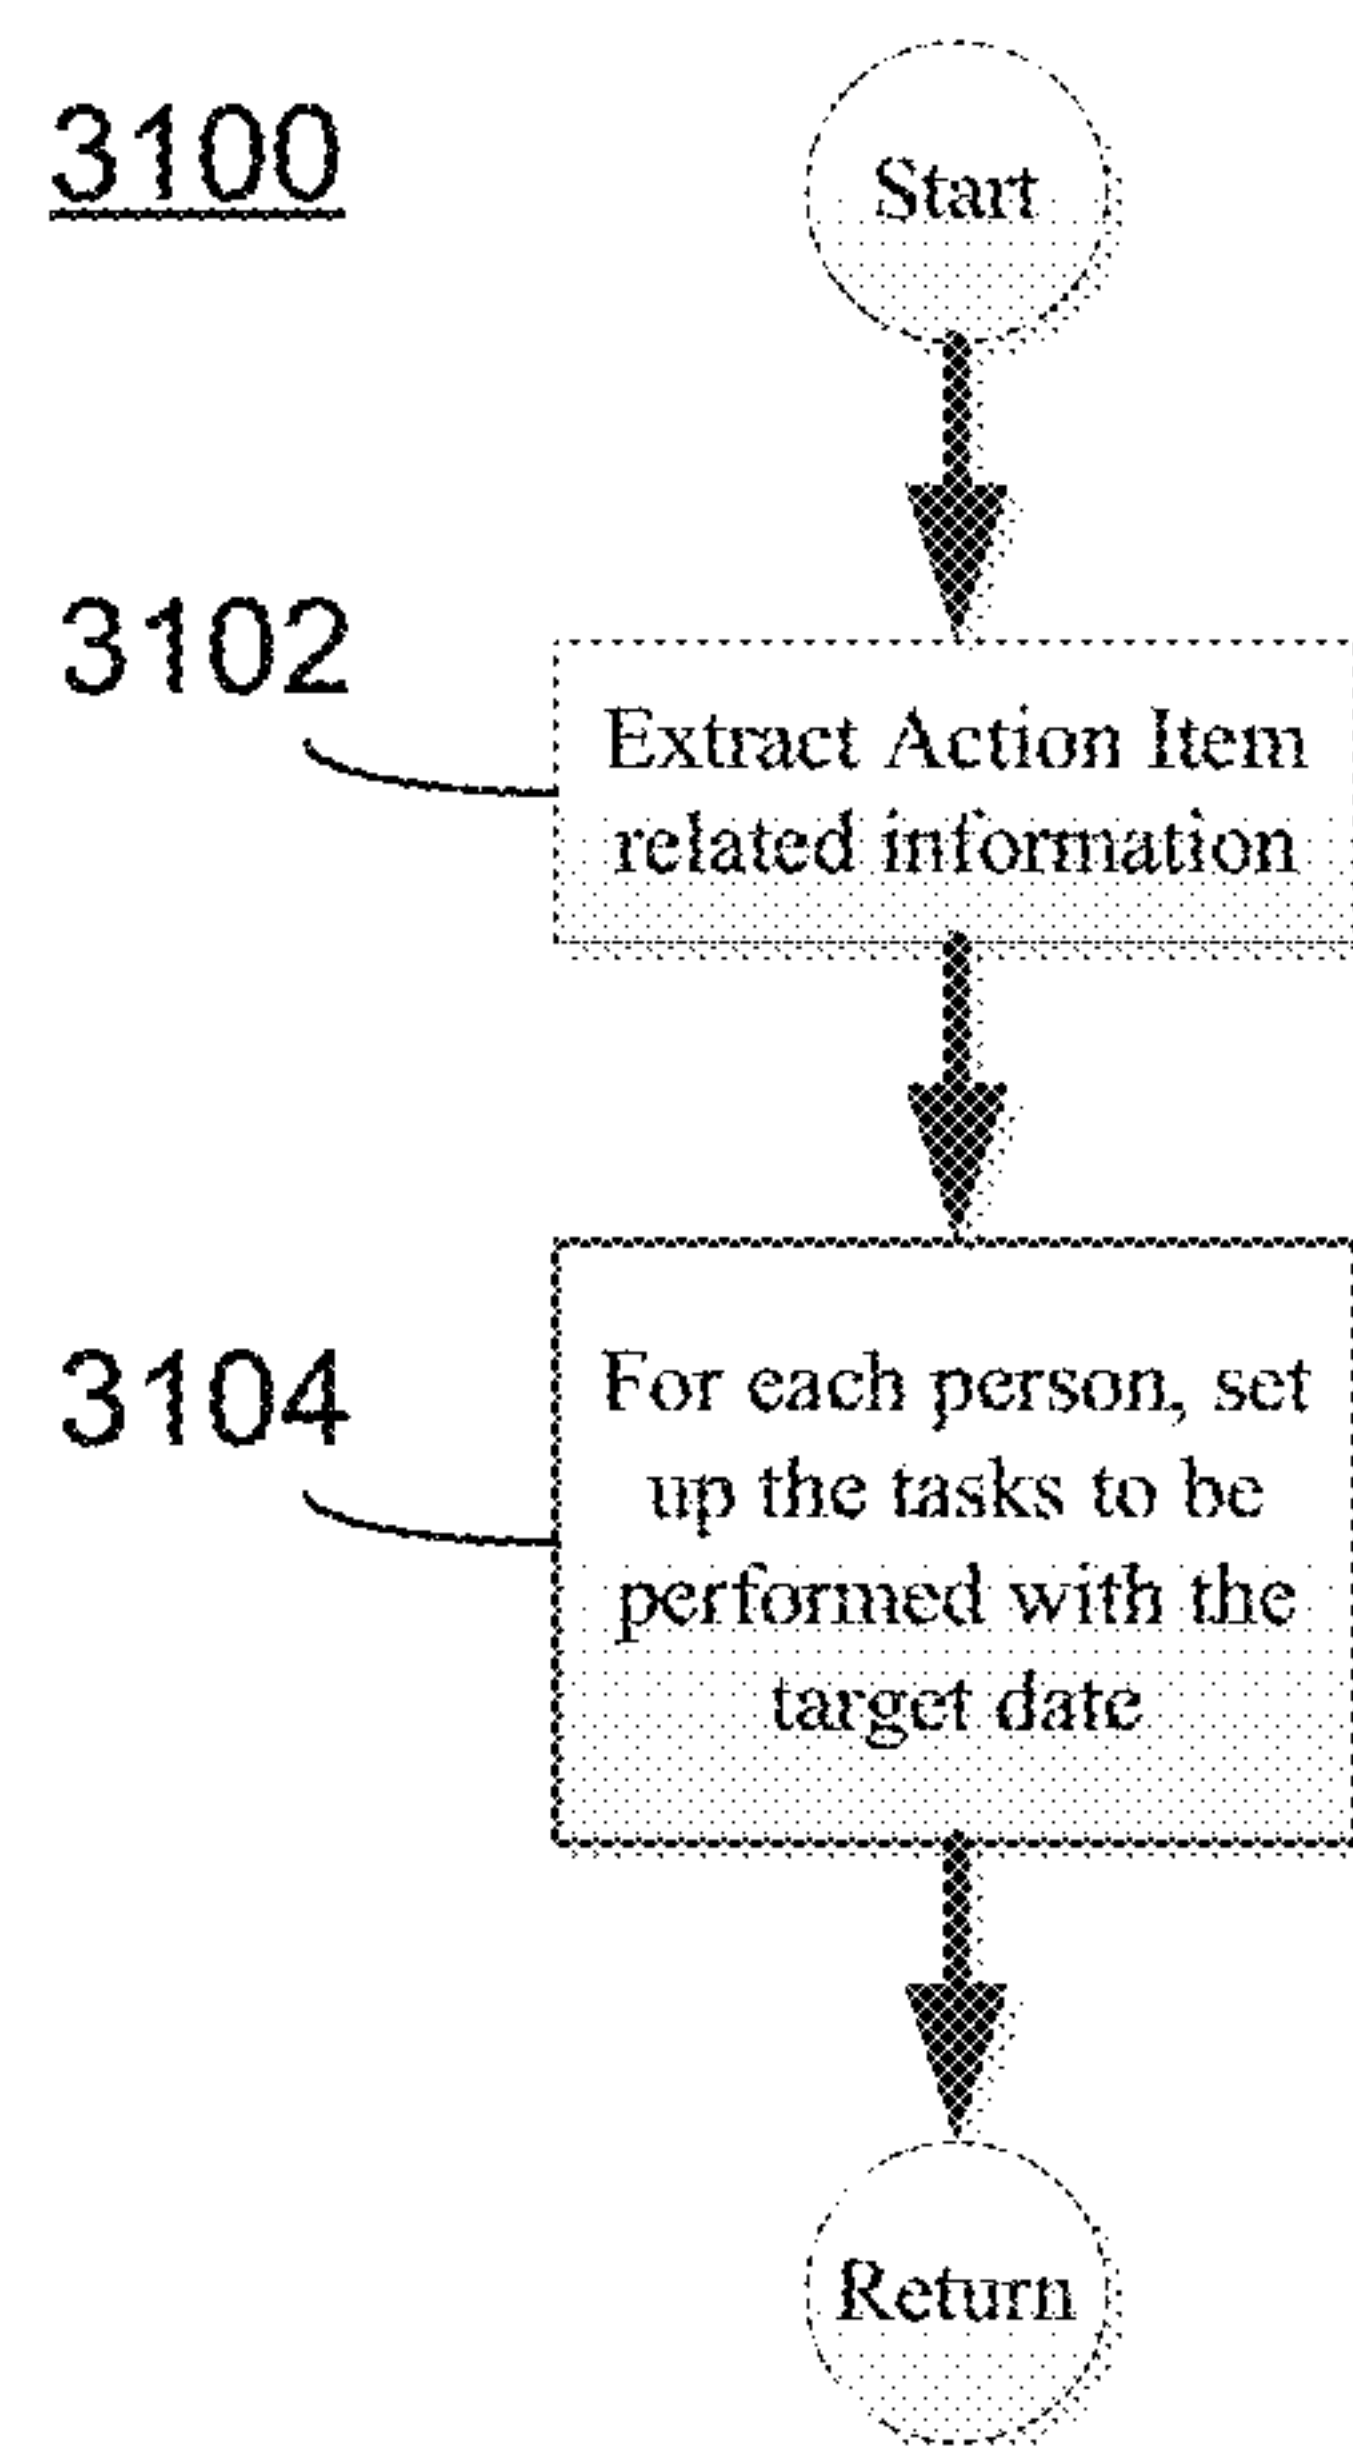 3100
Start
3102
Extract Action Item
related information
3104
For each person, set
up the tasks to be
performed with the
target date
Return